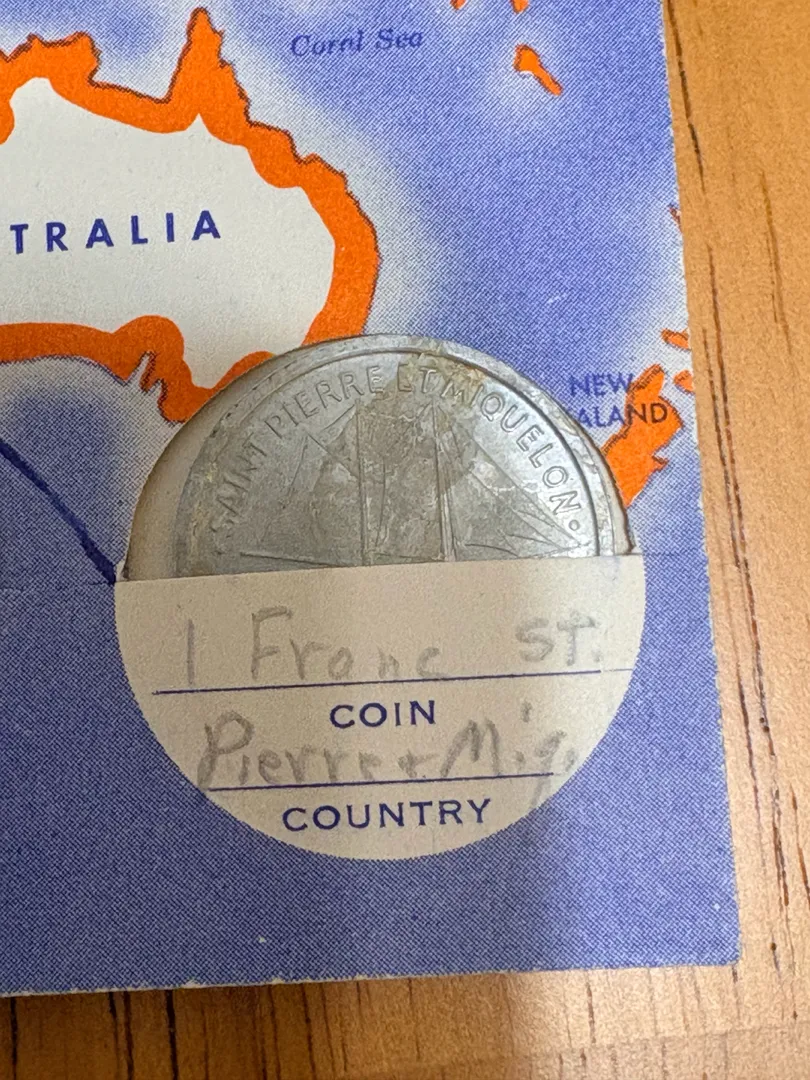 Coral Sea
TRALIA
NEW
ALAND
SAINT PIERRE ET MIQUELON
1 Franc St.
COIN
Pierre + Miq.
COUNTRY